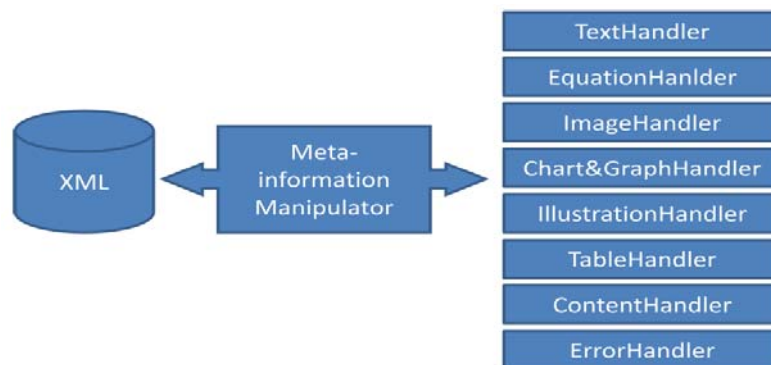 XML
Meta-
information
Manipulator
TextHandler
EquationHanlder
ImageHandler
Chart&GraphHandler
IllustrationHandler
TableHandler
ContentHandler
ErrorHandler